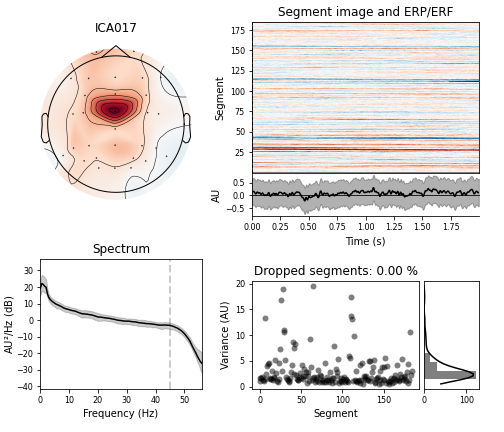 ICA017
Segment image and ERP/ERF
Segment
175
150
125
100
75
50
25
AU
0.5
0.0
−0.5
0.00 0.25 0.50 0.75 1.00 1.25 1.50 1.75
Time (s)
Spectrum
AU²/Hz (dB)
30
20
10
0
−10
−20
−30
−40
0 10 20 30 40 50
Frequency (Hz)
Dropped segments: 0.00 %
Variance (AU)
20
15
10
5
0
0 50 100 150
Segment
0 100